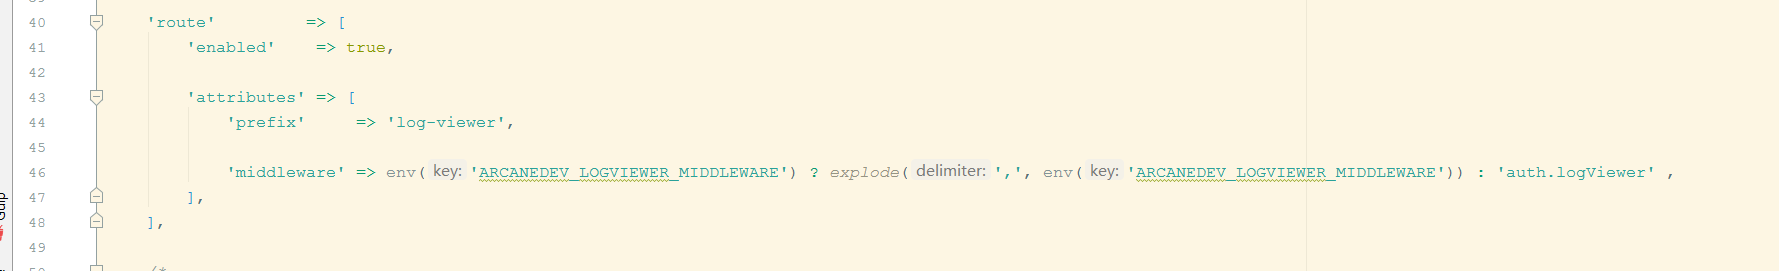 40 'route' => [
41 'enabled' => true,
42
43 'attributes' => [
44 'prefix' => 'log-viewer',
45
46 'middleware' => env( key: 'ARCANEDEV_LOGVIEWER_MIDDLEWARE') ? explode( delimiter: ',', env( key: 'ARCANEDEV_LOGVIEWER_MIDDLEWARE')) : 'auth.logViewer' ,
47 ],
48 ],
49
/*
Gulp